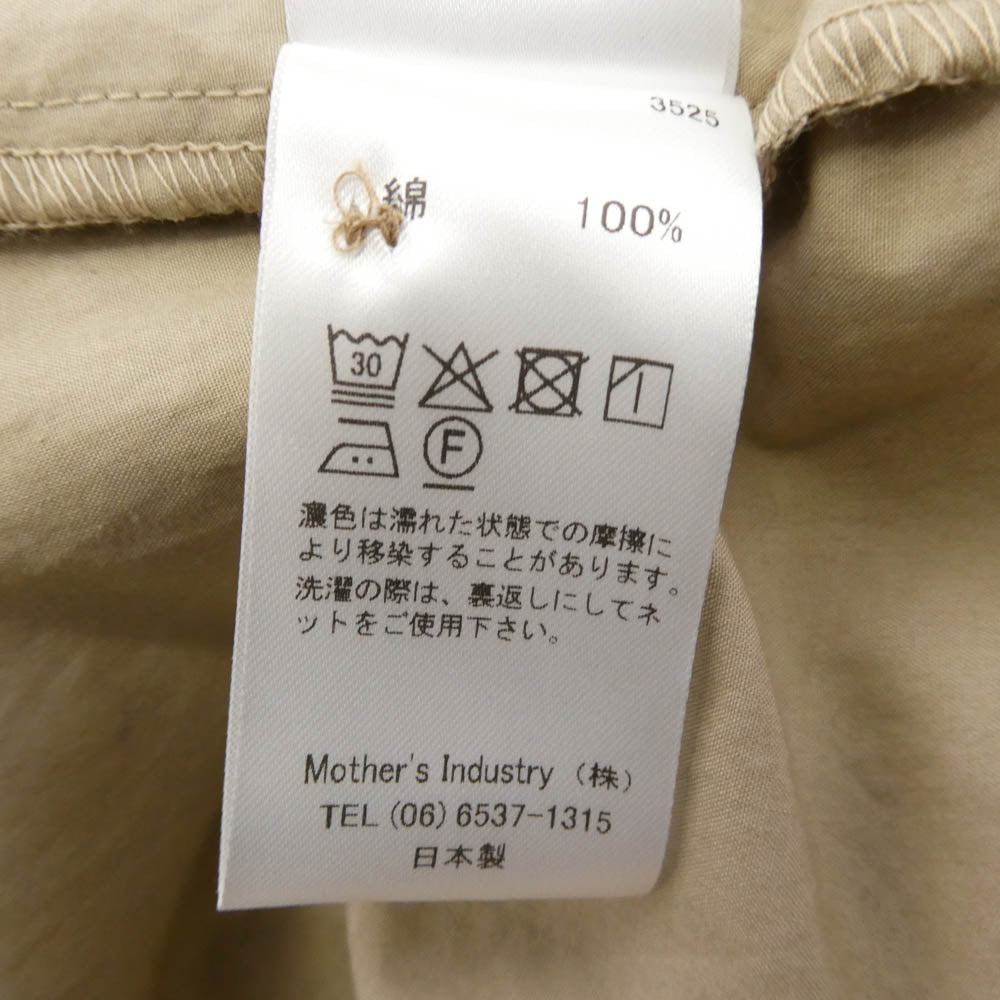 3525
綿 100%
30
F
濃色は濡れた状態での摩擦に
より移染することがあります。
洗濯の際は、裏返しにしてネ
ットをご使用下さい。
Mother's Industry（株）
TEL (06) 6537-1315
日本製